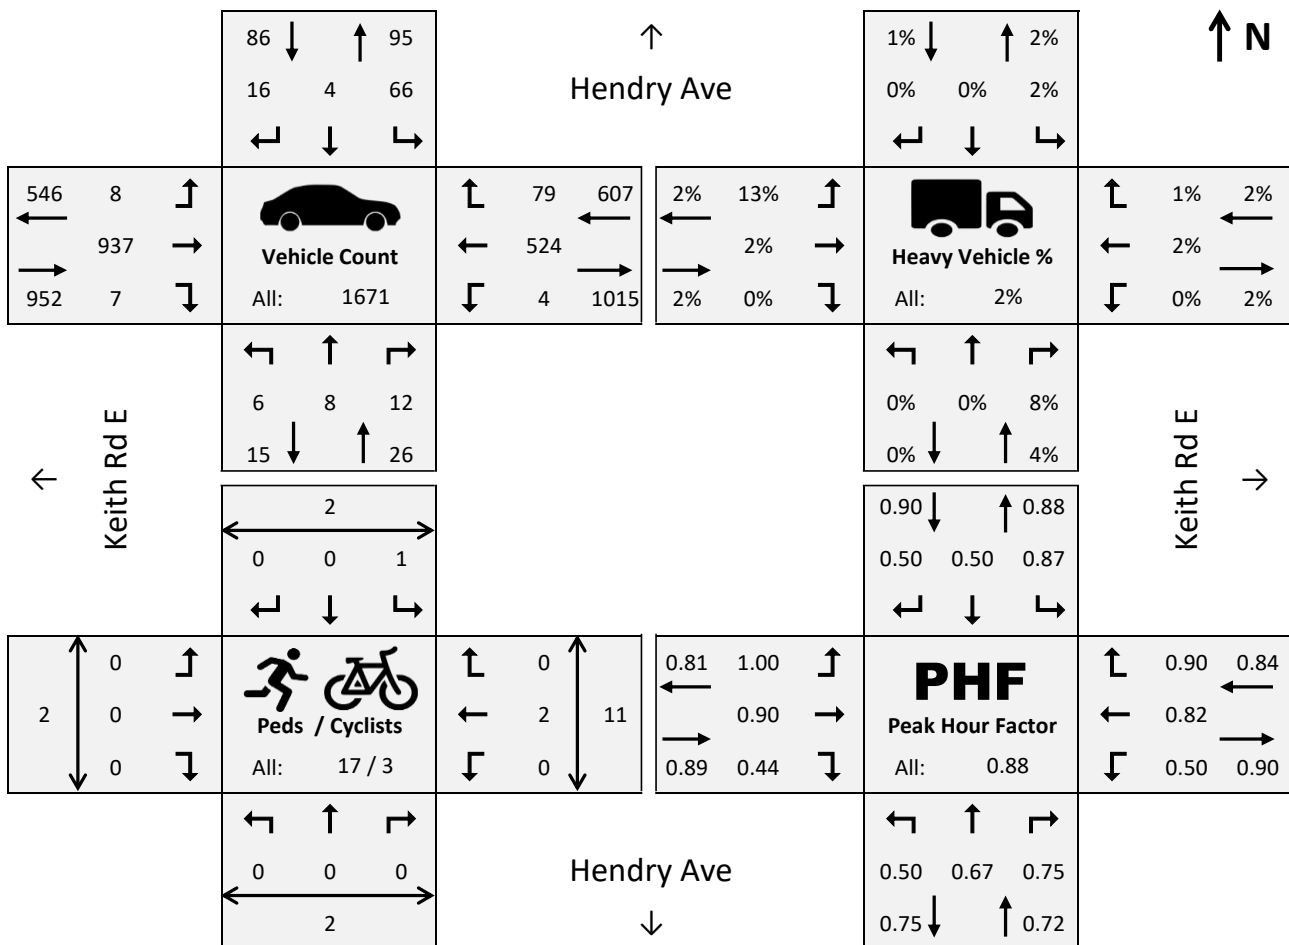 86 95 1% 2% N
16 4 66 Hendry Ave 0% 0% 2%
546 8 79 607 2% 13% 1% 2%
937 Vehicle Count 524 2% Heavy Vehicle % 2%
952 7 All: 1671 4 1015 2% 0% All: 2% 0% 2%
6 8 12 0% 0% 8%
15 26 0% 4%
Keith Rd E
Keith Rd E
2 0.90 0.88
0 0 1 0.50 0.50 0.87
0 0 0.81 1.00 PHF 0.90 0.84
2 0 Peds / Cyclists 2 11 0.90 Peak Hour Factor 0.82
0 All: 17 / 3 0 0.89 0.44 All: 0.88 0.50 0.90
0 0 0 Hendry Ave 0.50 0.67 0.75
2 0.75 0.72